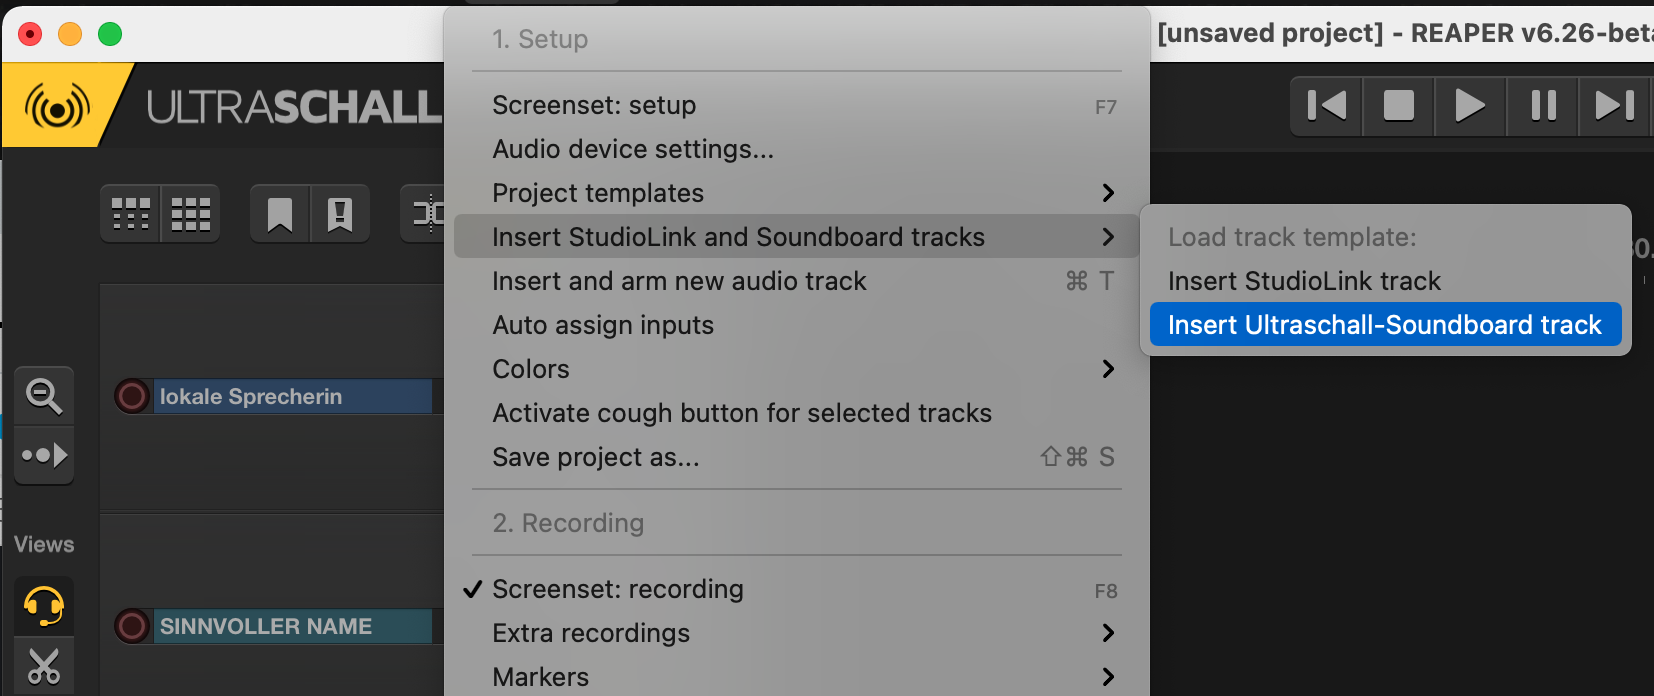 [unsaved project] - REAPER v6.26-beta
ULTRASCHALL
1. Setup
Screenset: setup F7
Audio device settings...
Project templates
Insert StudioLink and Soundboard tracks
Insert and arm new audio track ⌘ T
Auto assign inputs
Colors
Activate cough button for selected tracks
Save project as... ⇧⌘ S
2. Recording
Screenset: recording F8
Extra recordings
Markers
Load track template:
Insert StudioLink track
Insert Ultraschall-Soundboard track
lokale Sprecherin
SINNVOLLER NAME
Views